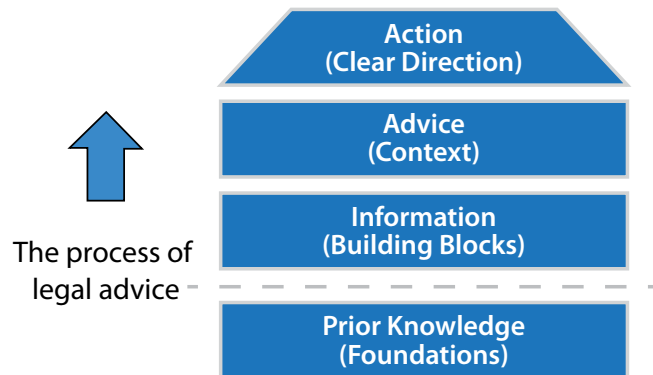 Action
(Clear Direction)
Advice
(Context)
Information
(Building Blocks)
The process of
legal advice
Prior Knowledge
(Foundations)